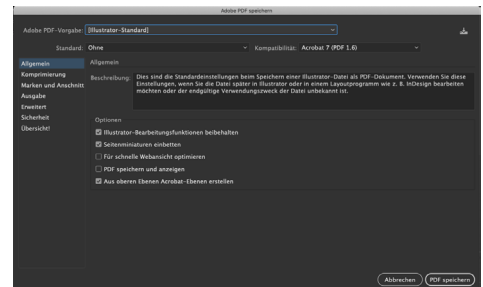 Adobe PDF speichern
Adobe PDF-Vorgabe: [Illustrator-Standard]
Standard: Ohne Kompatibilität: Acrobat 7 (PDF 1.6)
Allgemein
Komprimierung
Marken und Anschnitt
Ausgabe
Erweitert
Sicherheit
Übersicht!
Allgemein
Beschreibung: Dies sind die Standardeinstellungen beim Speichern einer Illustrator-Datei als PDF-Dokument. Verwenden Sie diese
Einstellungen, wenn Sie die Datei später in Illustrator oder in einem Layoutprogramm wie z. B. InDesign bearbeiten
möchten oder der endgültige Verwendungszweck der Datei unbekannt ist.
Optionen
Illustrator-Bearbeitungsfunktionen beibehalten
Seitenminiaturen einbetten
Für schnelle Webansicht optimieren
PDF speichern und anzeigen
Aus oberen Ebenen Acrobat-Ebenen erstellen
Abbrechen PDF speichern